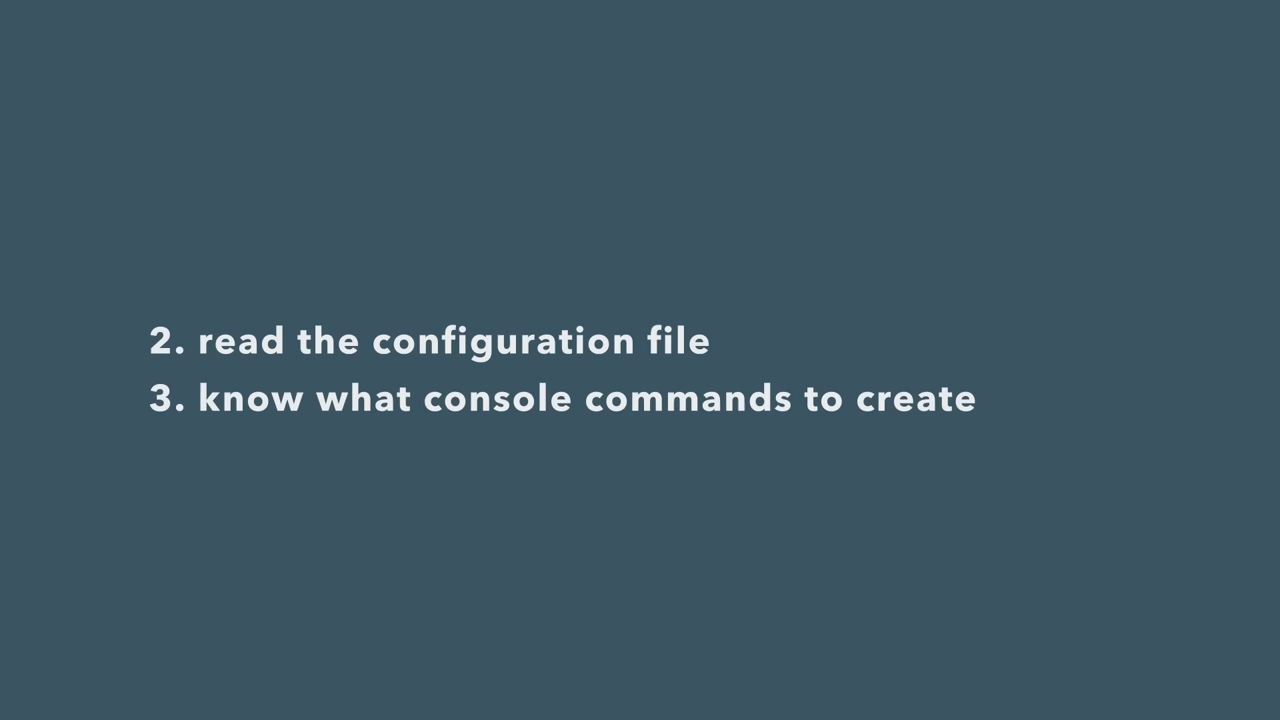 2. read the configuration file
3. know what console commands to create